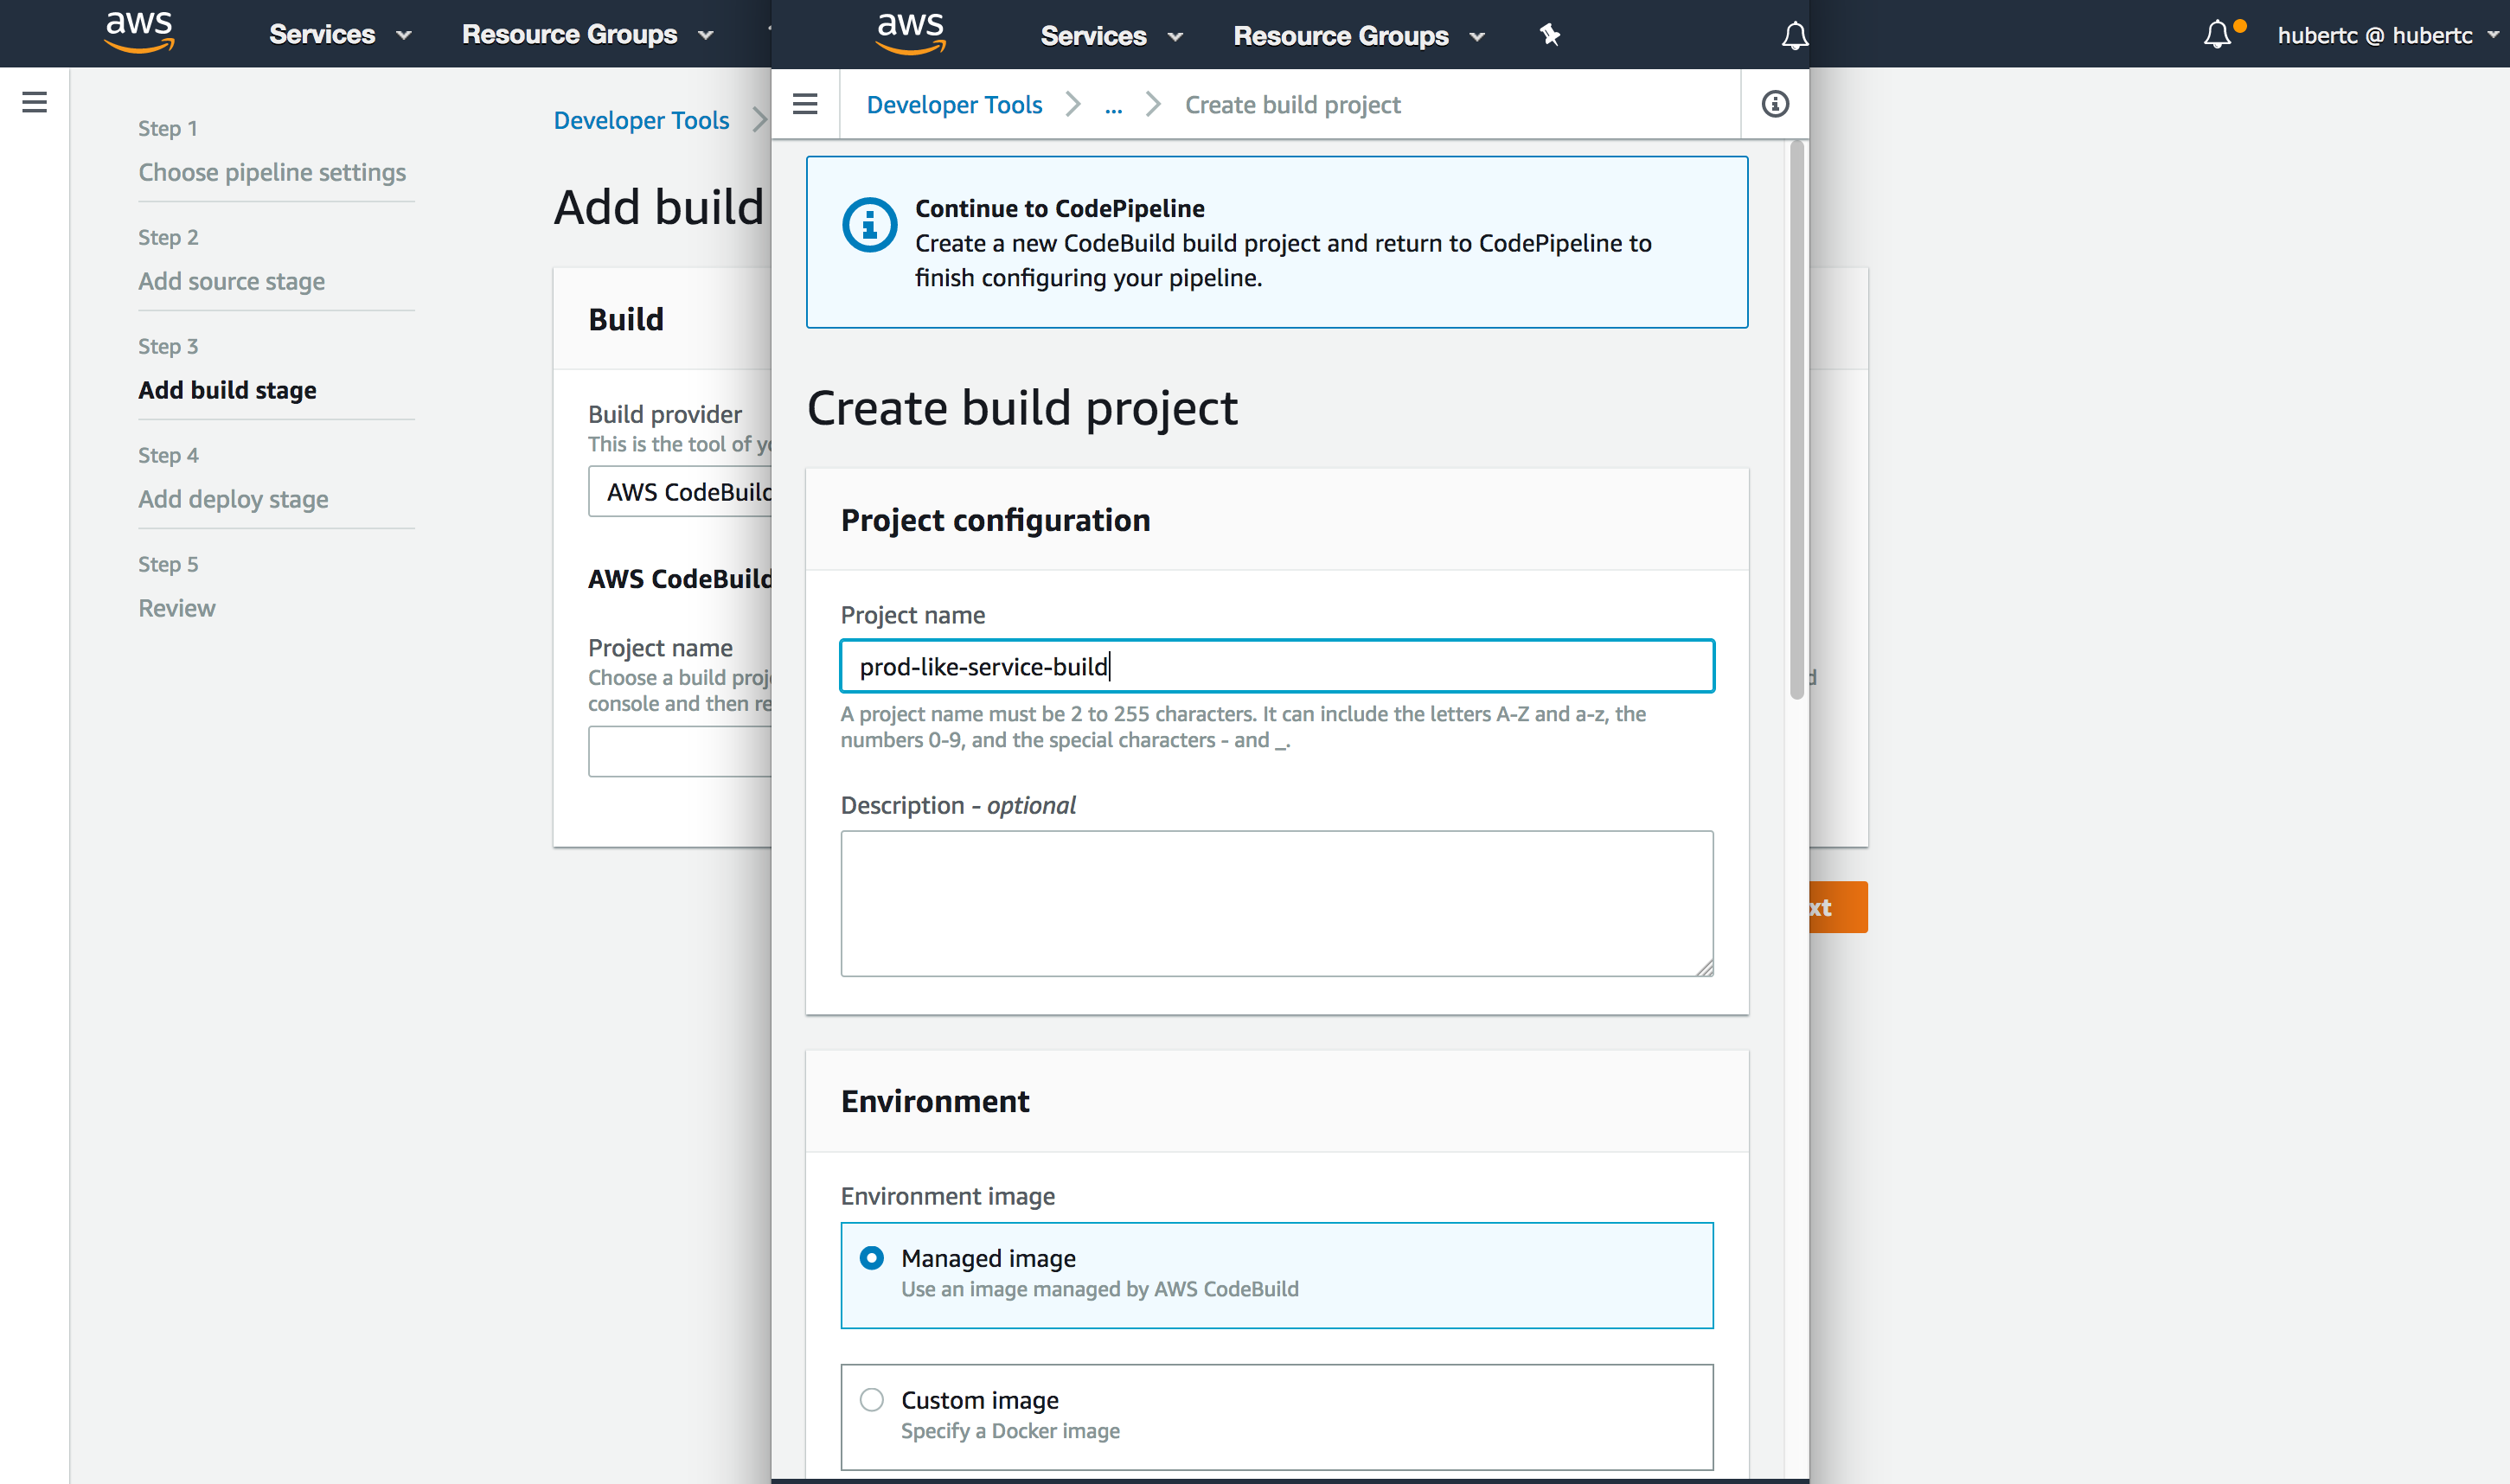 aws
Services
Resource Groups
Step 1
Choose pipeline settings
Step 2
Add source stage
Step 3
Add build stage
Step 4
Add deploy stage
Step 5
Review
Developer Tools
Add build
Build
Build provider
This is the tool of
AWS CodeBuild
AWS CodeBuild
Project name
Choose a build
console and then
aws
Services
Resource Groups
Developer Tools
...
Create build project
Continue to CodePipeline
Create a new CodeBuild build project and return to CodePipeline to
finish configuring your pipeline.
Create build project
Project configuration
Project name
prod-like-service-build
A project name must be 2 to 255 characters. It can include the letters A-Z and a-z, the
numbers 0-9, and the special characters - and _.
Description - optional
Environment
Environment image
Managed image
Use an image managed by AWS CodeBuild
Custom image
Specify a Docker image
hubertc @ hubertc